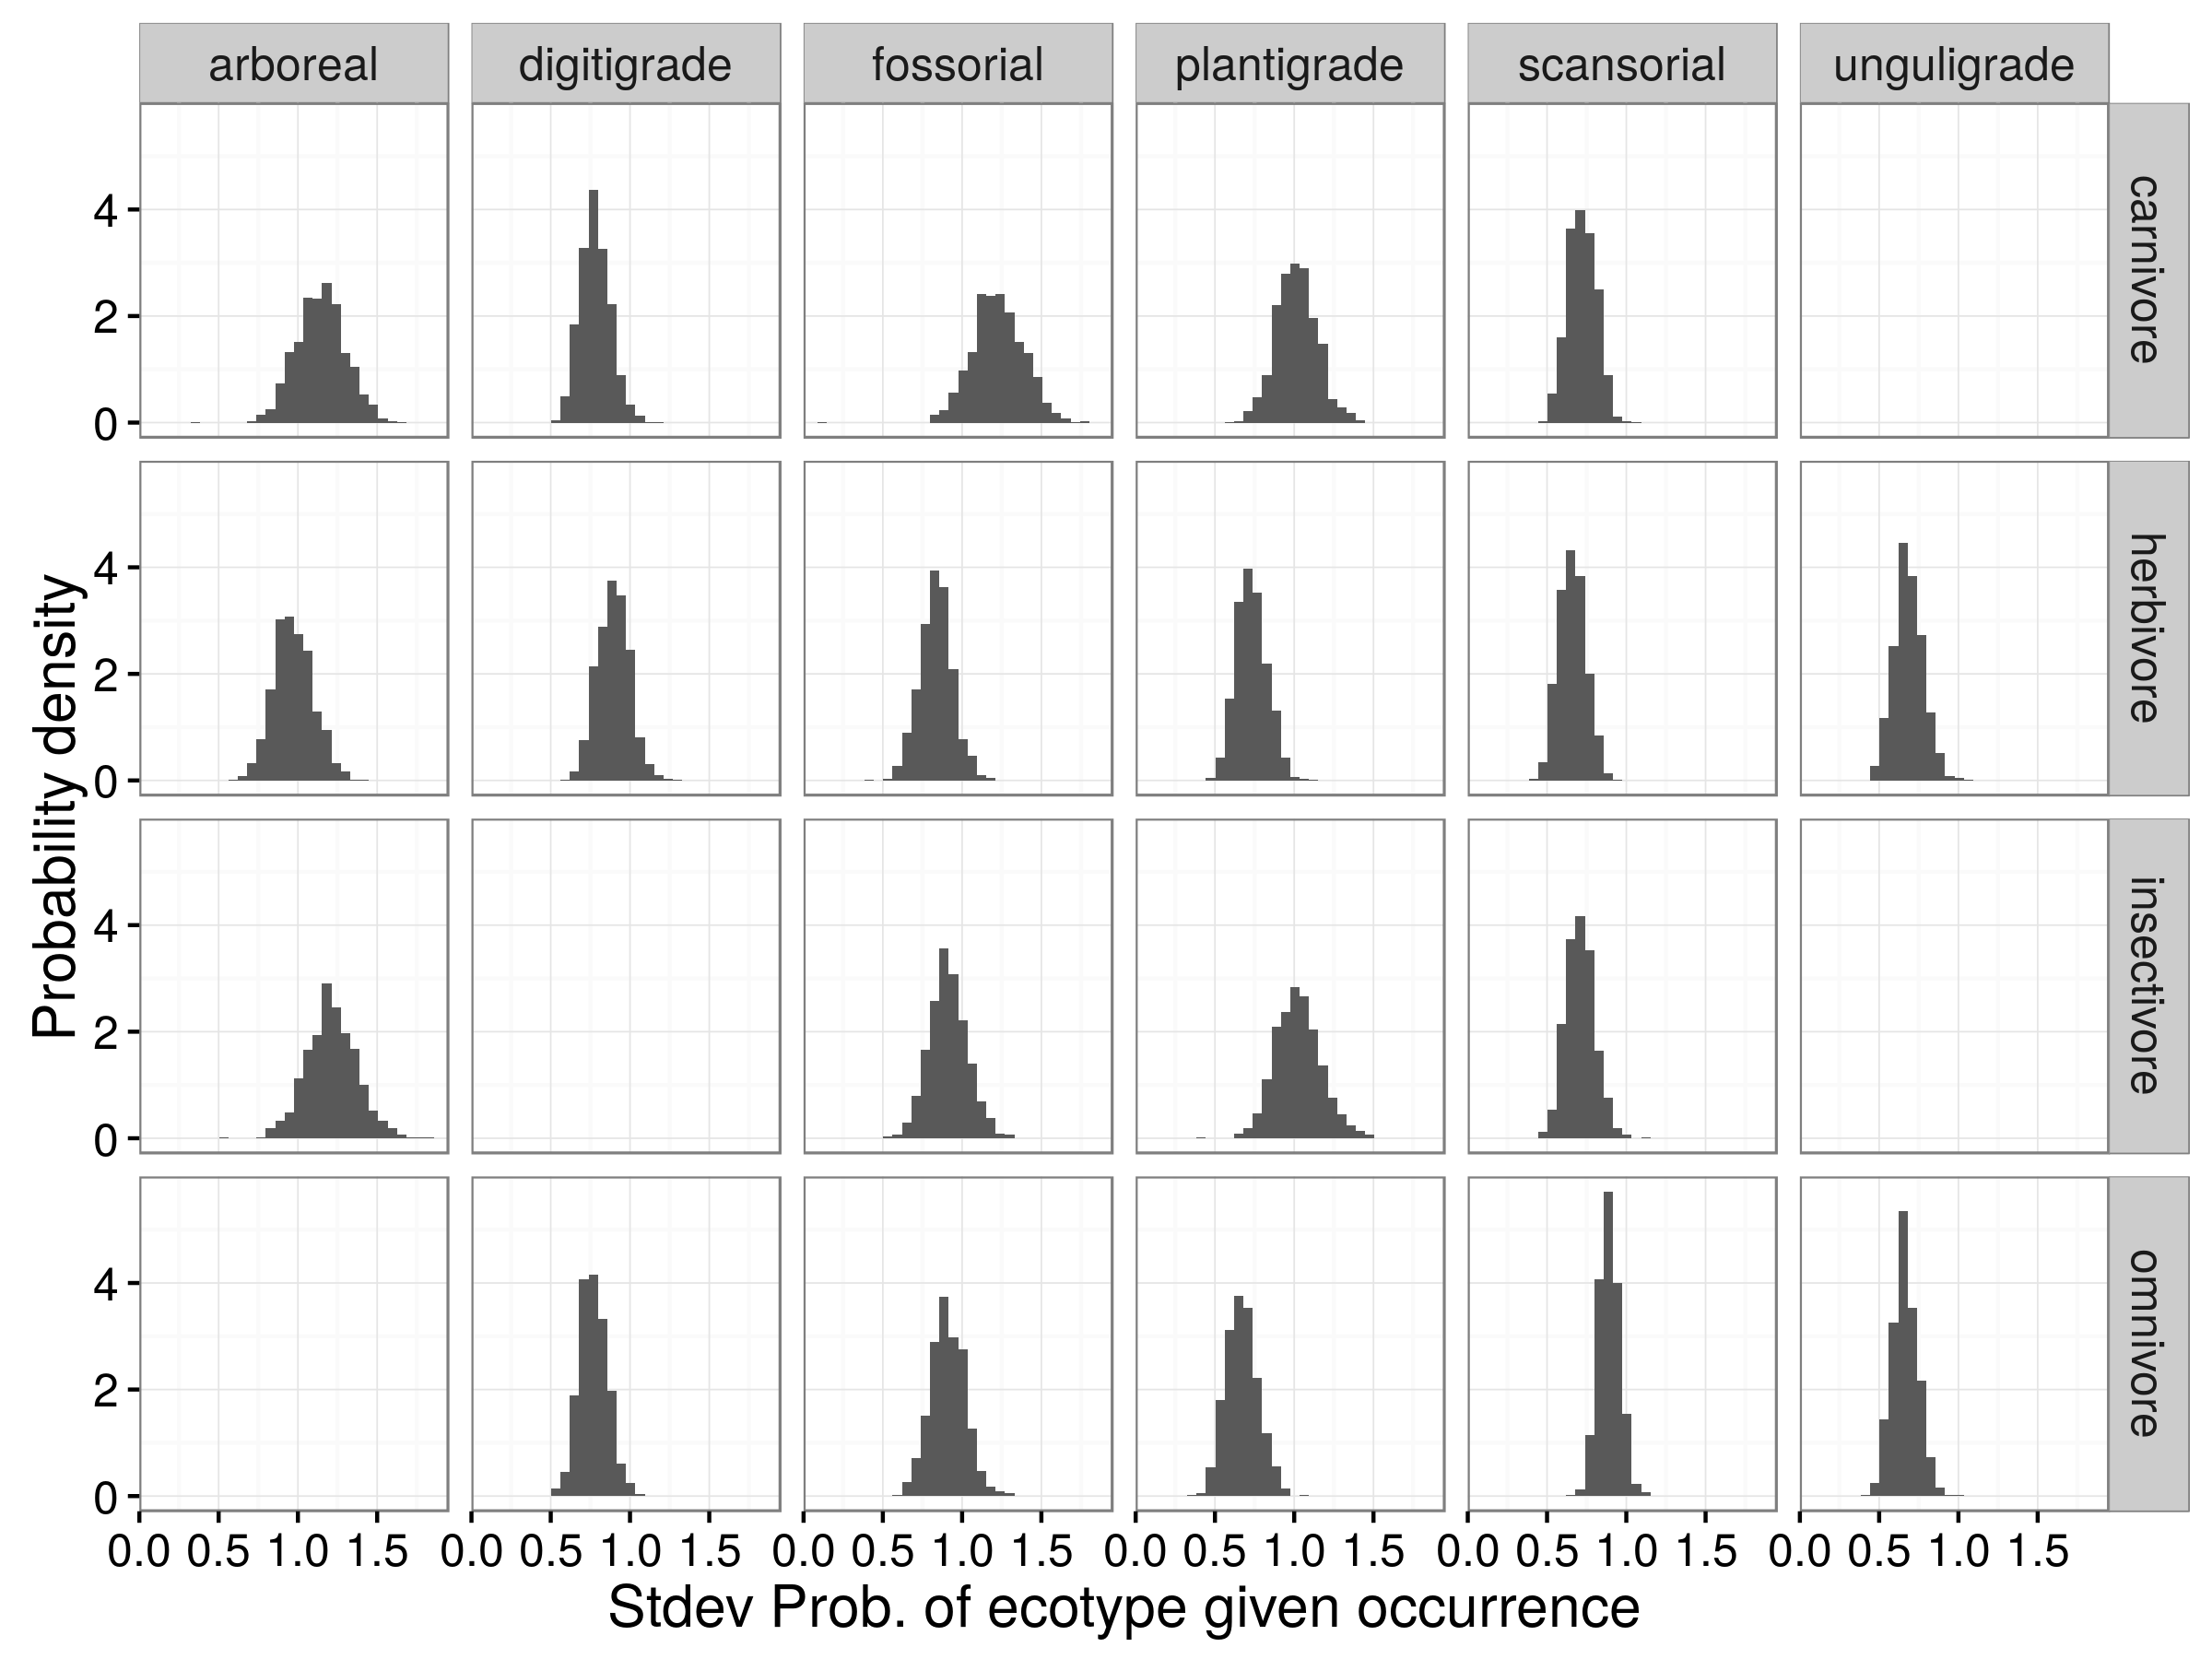 arboreal digitigrade fossorial plantigrade scansorial unguligrade
carnivore
4
2
0
herbivore
4
2
0
insectivore
4
2
0
omnivore
4
2
0
Probability density
0.0 0.5 1.0 1.5 0.0 0.5 1.0 1.5 0.0 0.5 1.0 1.5 0.0 0.5 1.0 1.5 0.0 0.5 1.0 1.5 0.0 0.5 1.0 1.5
Stdev Prob. of ecotype given occurrence